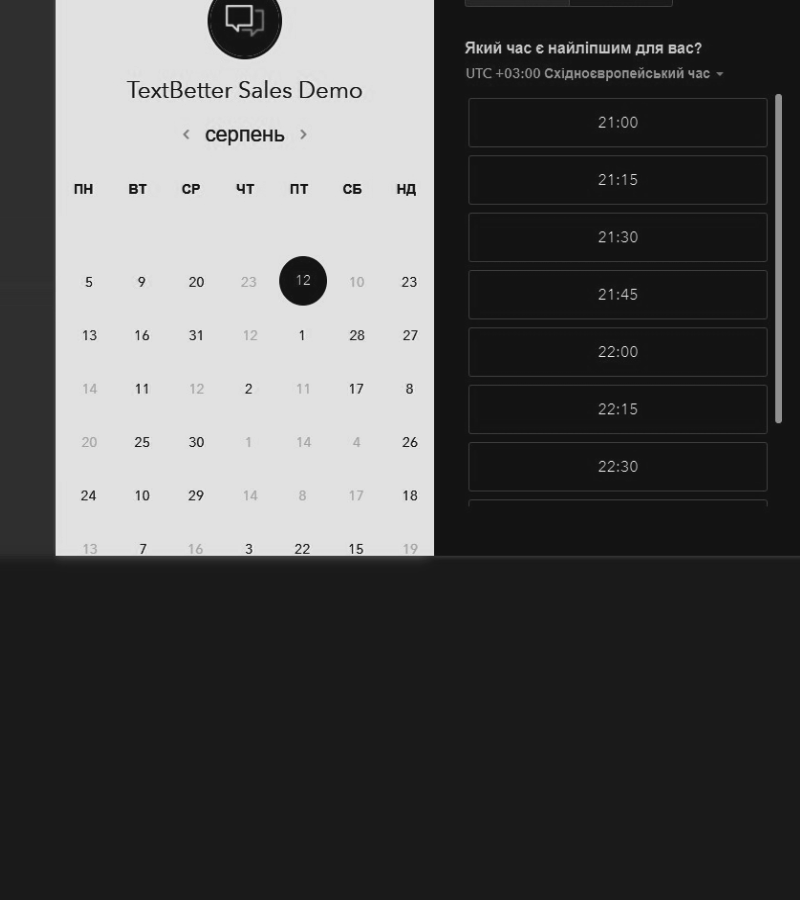 TextBetter Sales Demo
серпень
ПН ВТ СР ЧТ ПТ СБ НД
5 9 20 23 12 10 23
13 16 31 12 1 28 27
14 11 12 2 11 17 8
20 25 30 1 14 4 26
24 10 29 14 8 17 18
13 7 16 3 22 15 19
Який час є найліпшим для вас?
UTC +03:00 Східноєвропейський час
21:00
21:15
21:30
21:45
22:00
22:15
22:30